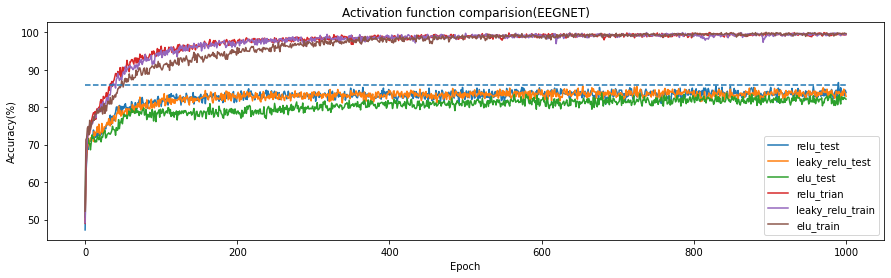 Activation function comparision(EEGNET)
100
90
80
70
60
50
Accuracy(%)
0
200
400
600
800
1000
Epoch
relu_test
leaky_relu_test
elu_test
relu_trian
leaky_relu_train
elu_train